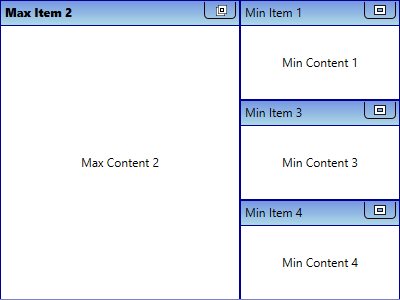 Max Item 2
Max Content 2
Min Item 1
Min Content 1
Min Item 3
Min Content 3
Min Item 4
Min Content 4